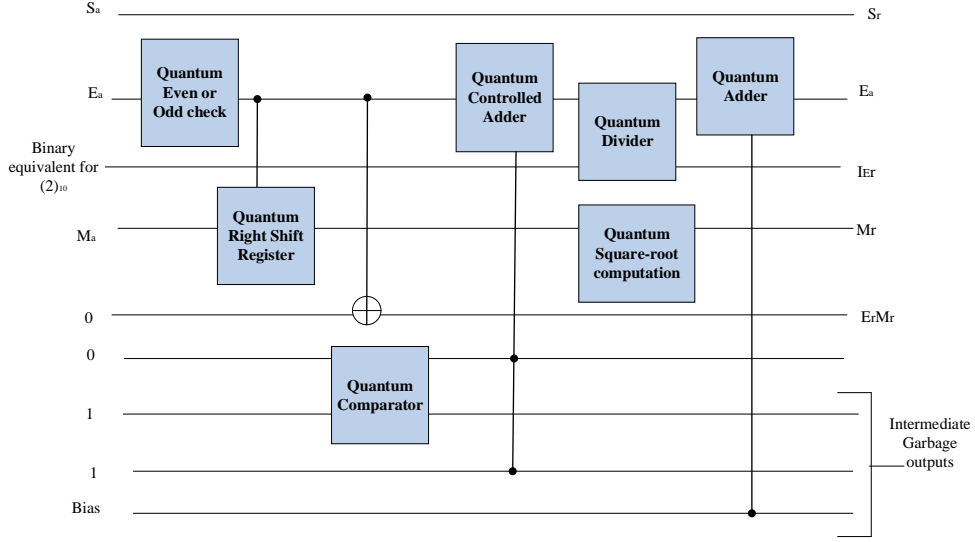 Sa
Sr
Quantum
Even or
Odd check
Quantum
Controlled
Adder
Quantum
Adder
Ea
Ea
Quantum
Divider
Binary
equivalent for
(2)10
IEr
Quantum
Right Shift
Register
Quantum
Square-root
computation
Ma
Mr
0
ErMr
0
Quantum
Comparator
1
Intermediate
Garbage
outputs
1
Bias